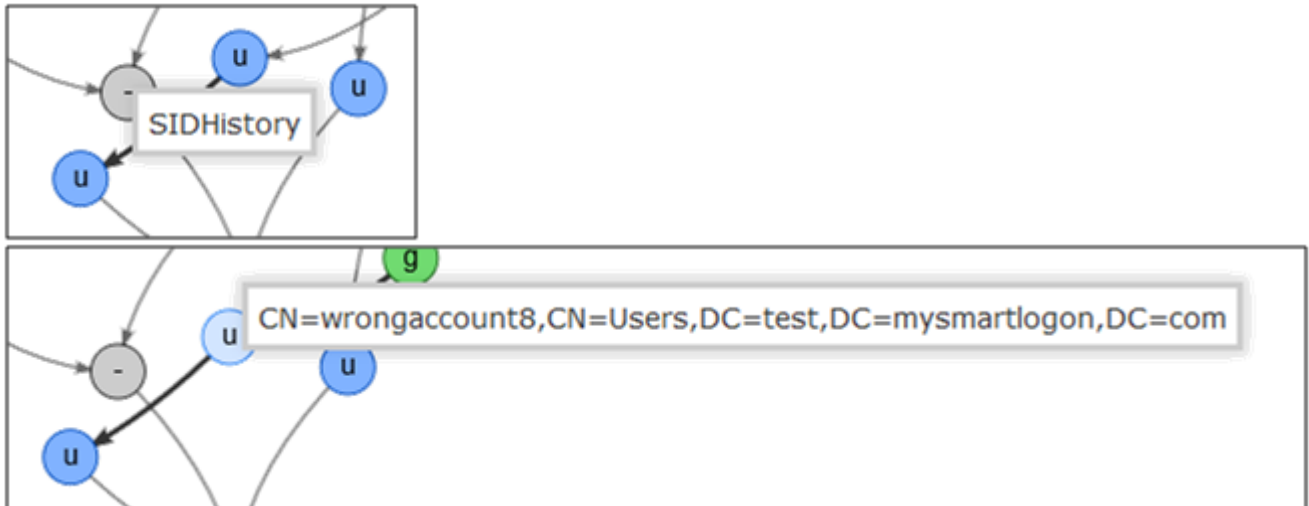 u
u
-
SIDHistory
u
g
CN=wrongaccount8,CN=Users,DC=test,DC=mysmartlogon,DC=com
u
u
-
u